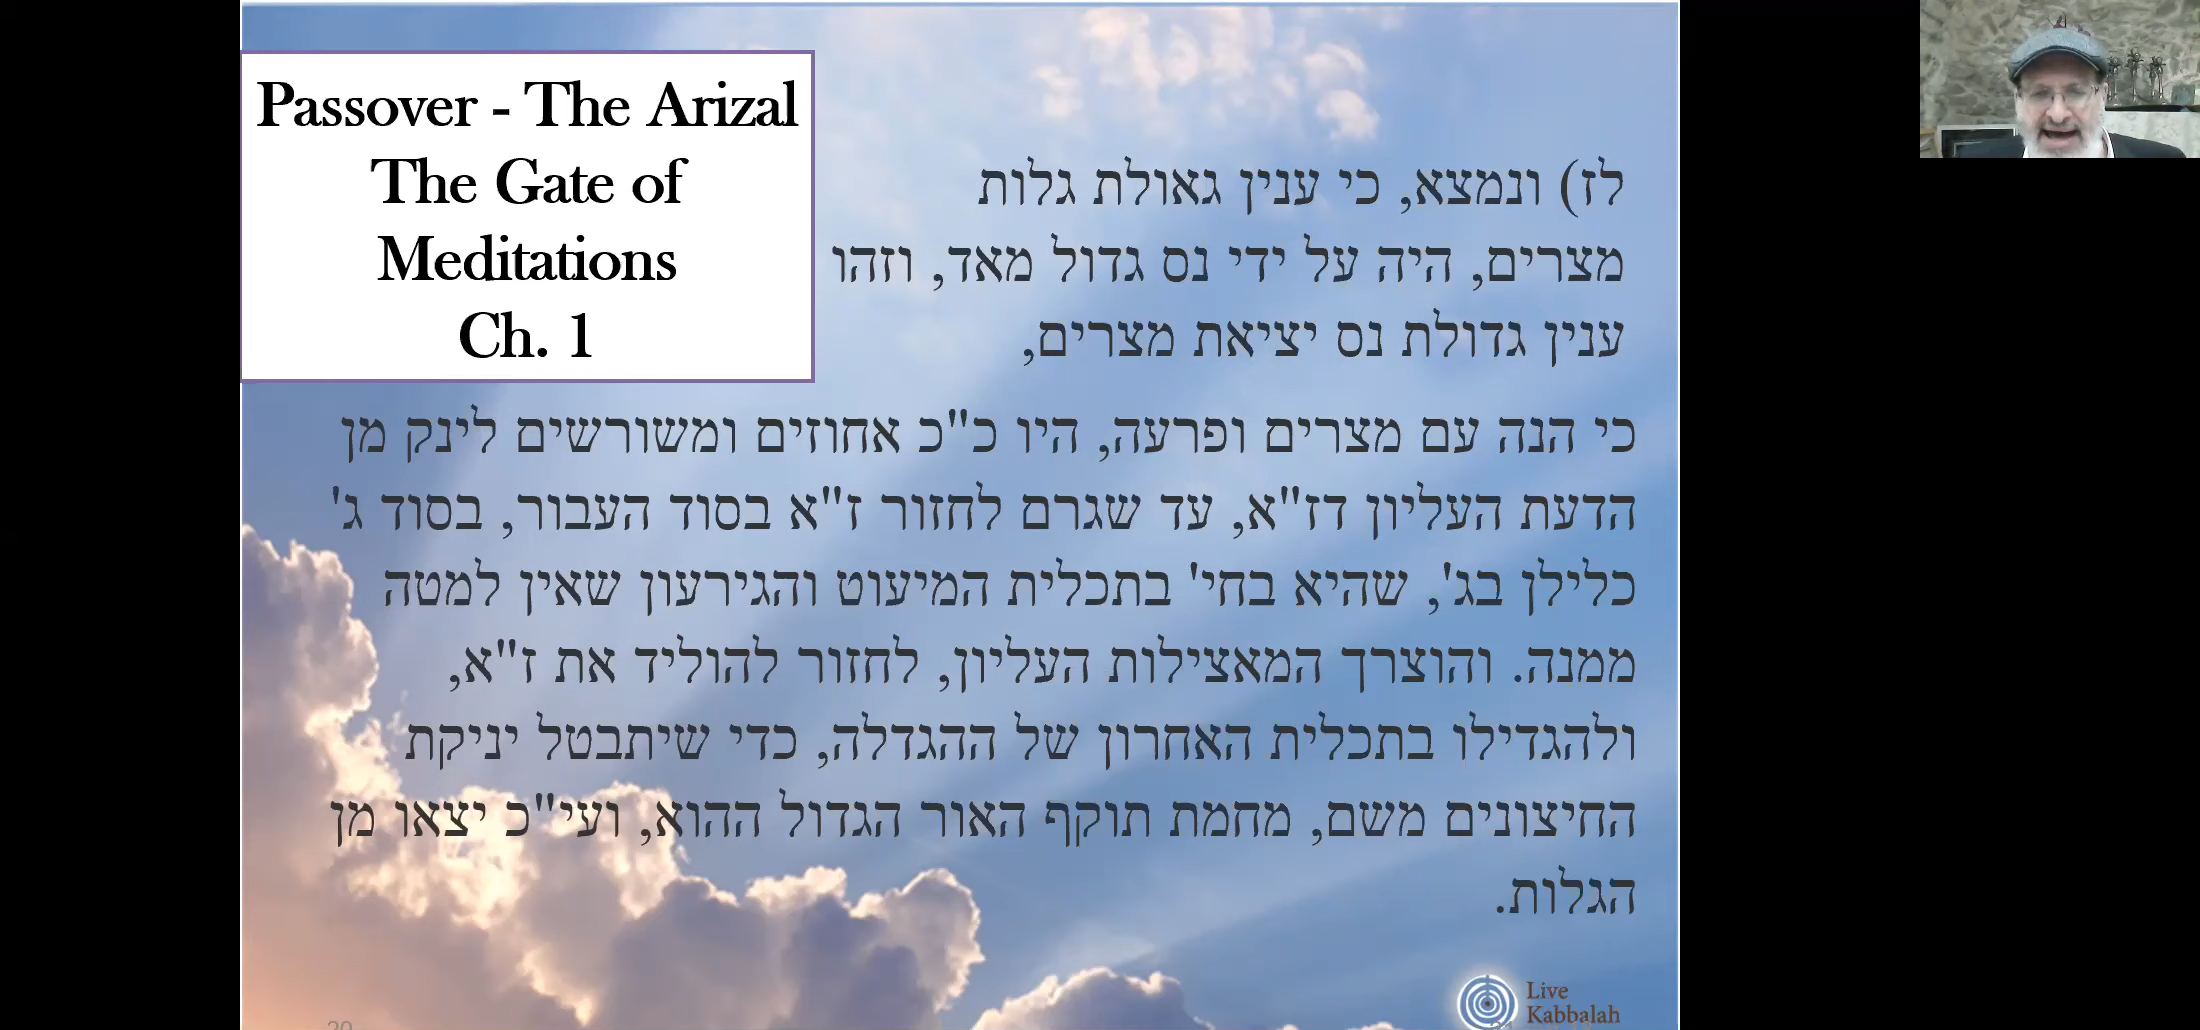 Passover - The Arizal
The Gate of
Meditations
Ch. 1
לז) ונמצא, כי ענין גאולת גלות
מצרים, היה על ידי נס גדול מאד, וזהו
ענין גדולת נס יציאת מצרים,
כי הנה עם מצרים ופרעה, היו כ"כ אחוזים ומשורשים לינק מן
הדעת העליון דז"א, עד שגרם לחזור ז"א בסוד העבור, בסוד ג'
כלילן בג', שהיא בחי' בתכלית המיעוט והגירעון שאין למטה
ממנה. והוצרך המאצילות העליון, לחזור להוליד את ז"א,
ולהגדילו בתכלית האחרון של ההגדלה, כדי שיתבטל יניקת
החיצונים משם, מחמת תוקף האור הגדול ההוא, ועי"כ יצאו מן
הגלות.
Live
Kabbalah